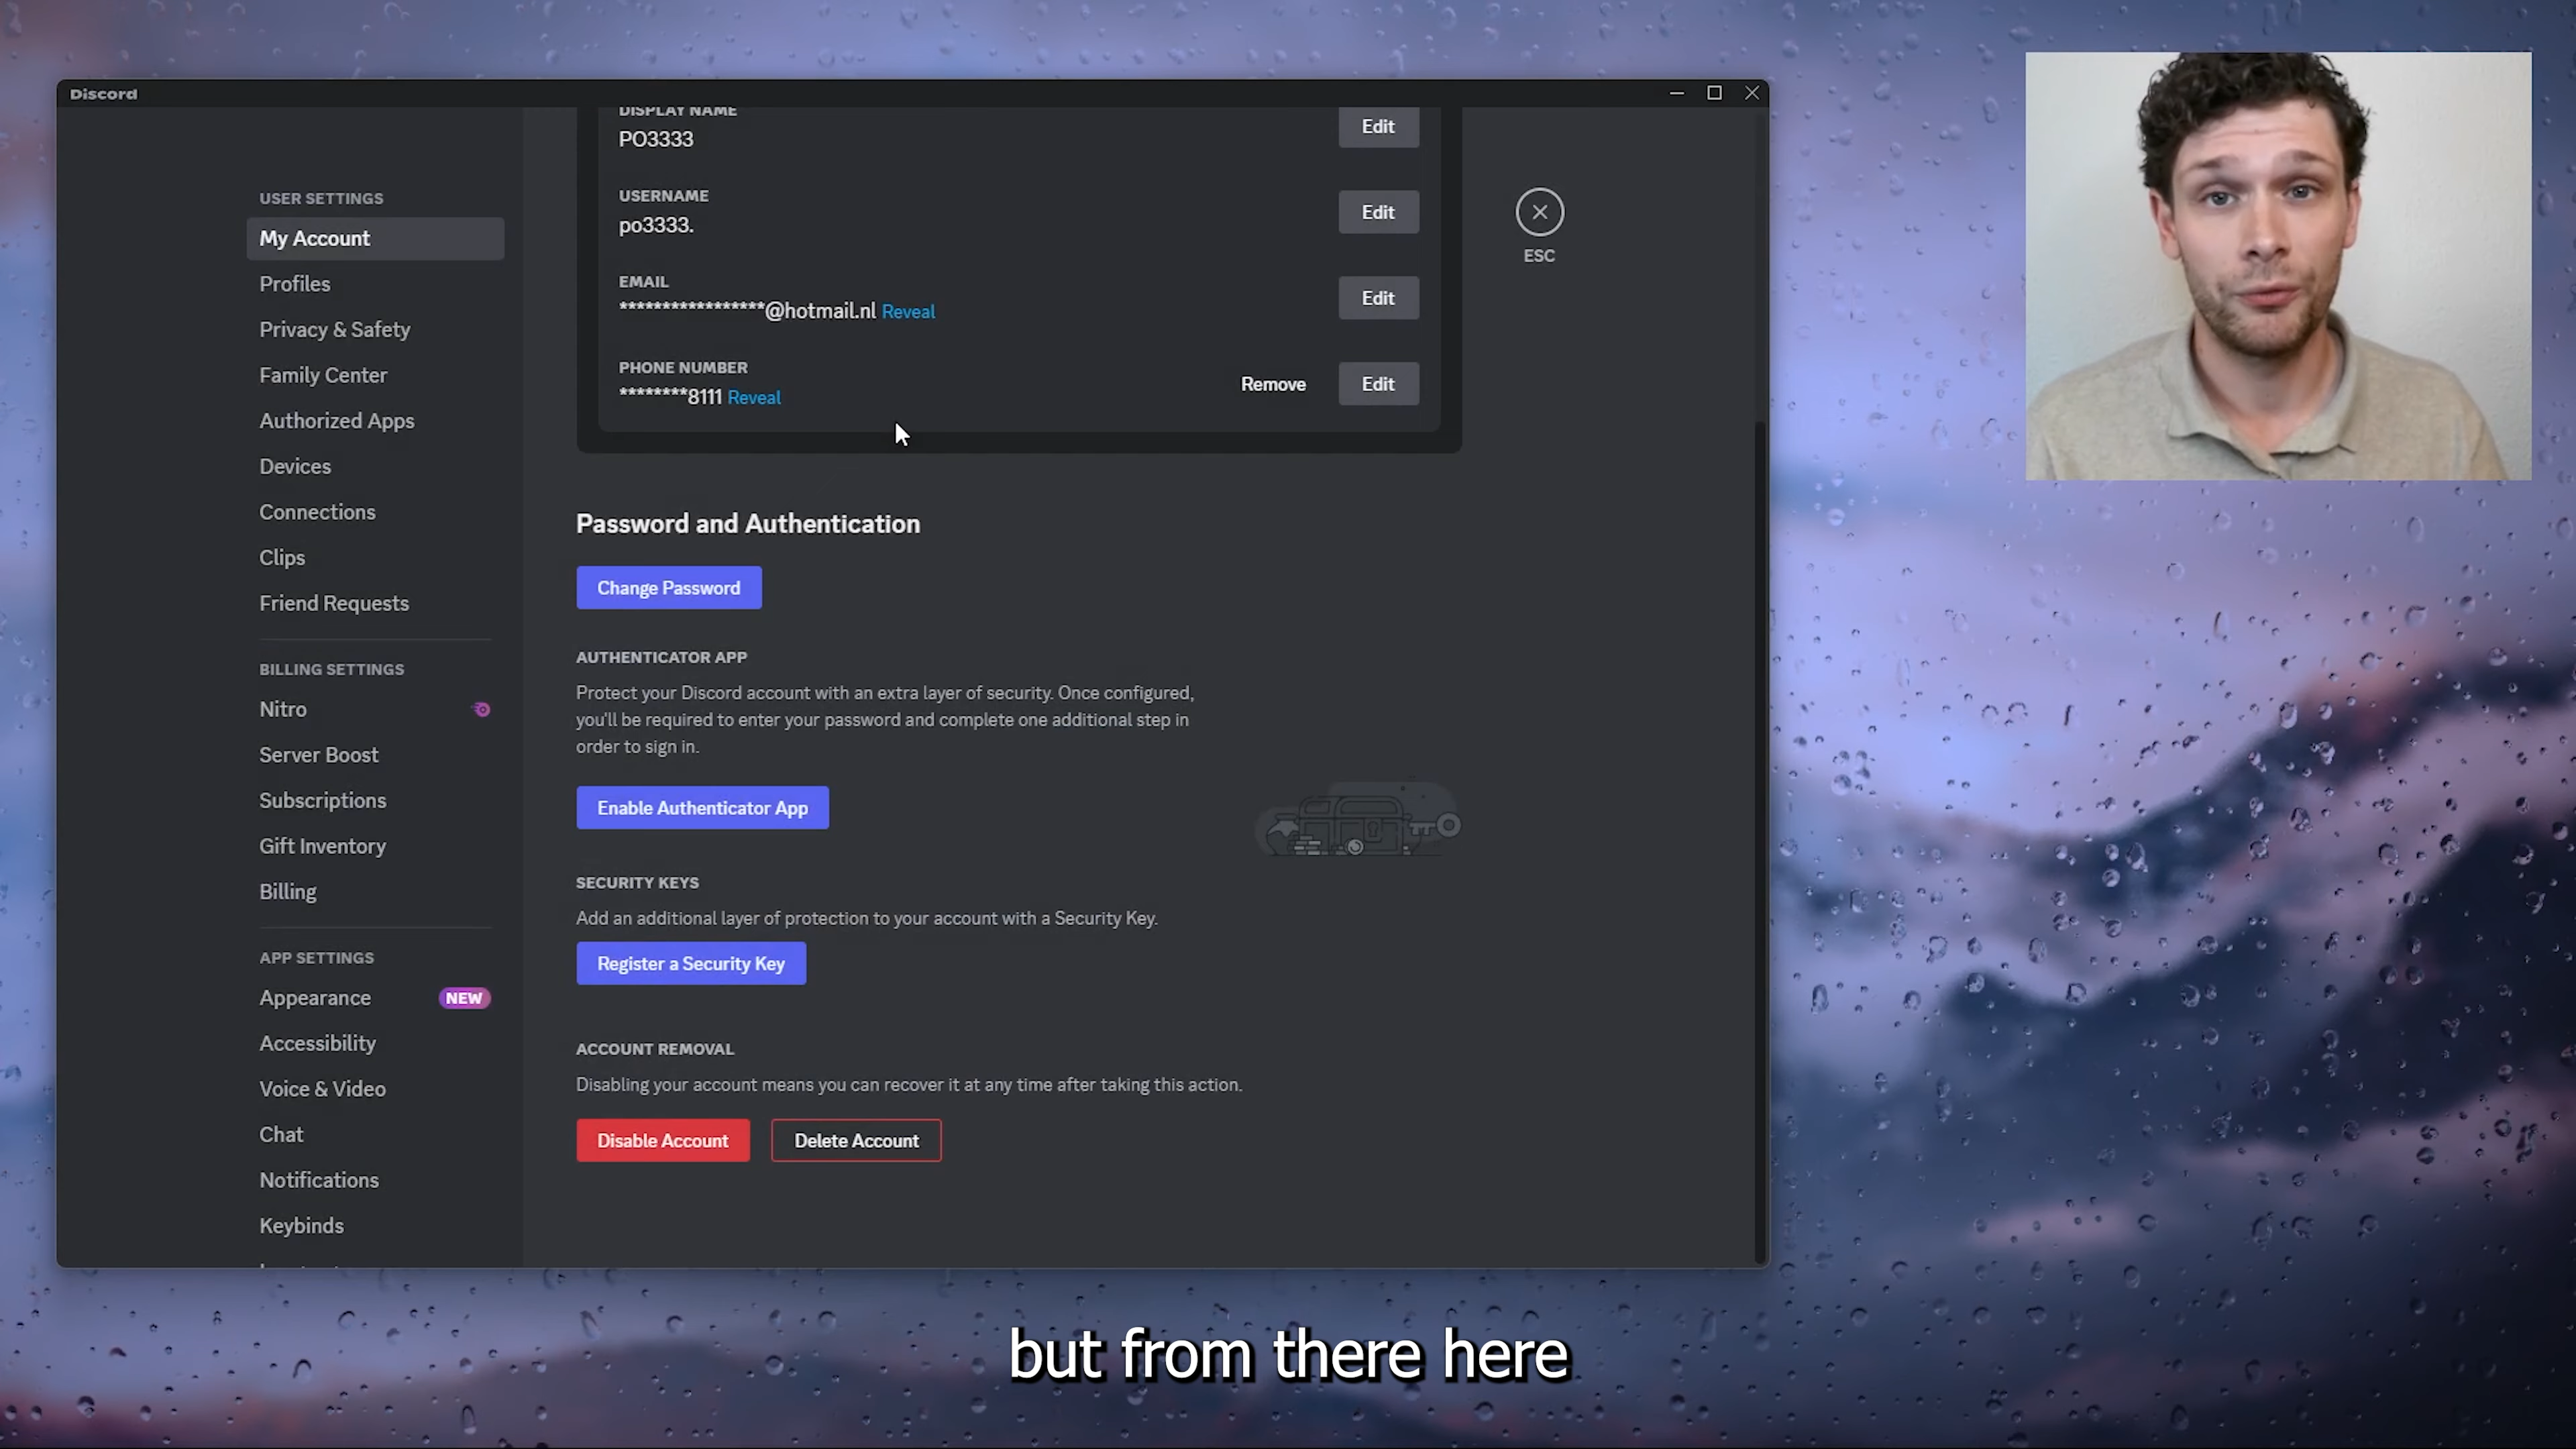 Discord
USER SETTINGS
My Account
Profiles
Privacy & Safety
Family Center
Authorized Apps
Devices
Connections
Clips
Friend Requests
BILLING SETTINGS
Nitro
Server Boost
Subscriptions
Gift Inventory
Billing
APP SETTINGS
Appearance NEW
Accessibility
Voice & Video
Chat
Notifications
Keybinds
DISPLAY NAME
PO3333
Edit
USERNAME
po3333.
Edit
EMAIL
*****************@hotmail.nl Reveal
Edit
PHONE NUMBER
********8111 Reveal
Remove Edit
ESC
Password and Authentication
Change Password
AUTHENTICATOR APP
Protect your Discord account with an extra layer of security. Once configured,
you'll be required to enter your password and complete one additional step in
order to sign in.
Enable Authenticator App
SECURITY KEYS
Add an additional layer of protection to your account with a Security Key.
Register a Security Key
ACCOUNT REMOVAL
Disabling your account means you can recover it at any time after taking this action.
Disable Account Delete Account
but from there here